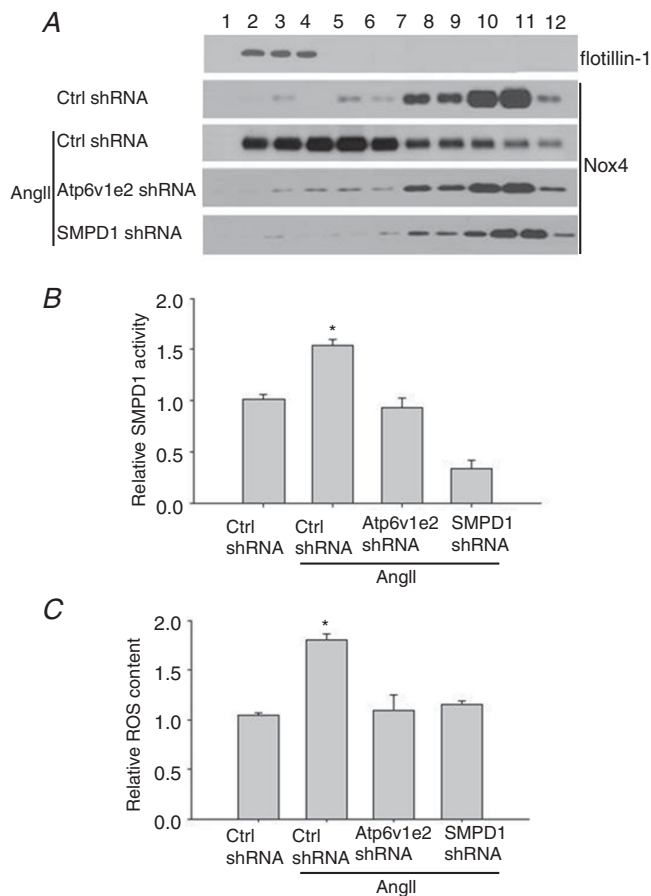 A
1 2 3 4 5 6 7 8 9 10 11 12
flotillin-1
Ctrl shRNA
Ctrl shRNA
AngII
Atp6v1e2 shRNA
SMPD1 shRNA
Nox4
B
Relative SMPD1 activity
2.0
1.5
1.0
0.5
0.0
*
Ctrl shRNA
Ctrl shRNA
Atp6v1e2 shRNA
SMPD1 shRNA
AngII
C
Relative ROS content
2.0
1.5
1.0
0.5
0.0
*
Ctrl shRNA
Ctrl shRNA
Atp6v1e2 shRNA
SMPD1 shRNA
AngII